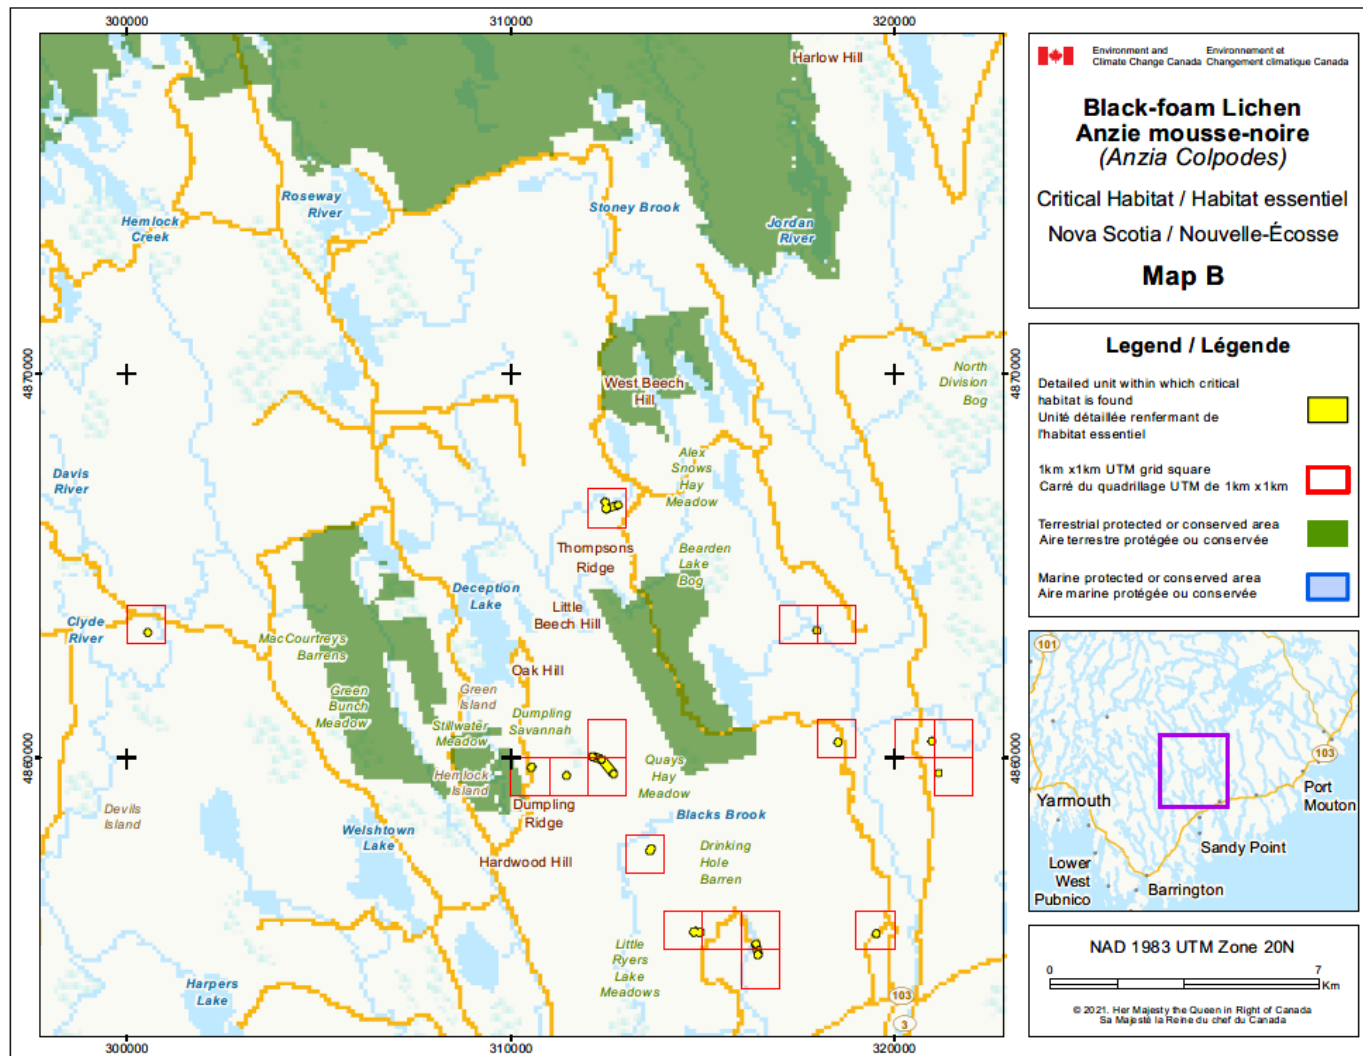 300000
310000
320000
Harlow Hill
Roseway
River
Hemlock
Creek
Stoney Brook
Jordan
River
4870000
4870000
North
Division
Bog
West Beech
Hill
Alex
Snows
Hay
Meadow
Davis
River
Thompsons
Ridge
Bearden
Lake
Bog
Deception
Lake
Little
Beech Hill
Clyde
River
MacCourtreys
Barrens
Oak Hill
Green
Island
Green
Bunch
Meadow
Dumpling
Savannah
Stillwater
Meadow
4860000
4860000
Quays
Hay
Meadow
Hemlock
Island
Devils
Island
Dumpling
Ridge
Blacks Brook
Welshtown
Lake
Hardwood Hill
Drinking
Hole
Barren
Little
Ryers
Lake
Meadows
Harpers
Lake
103
3
300000
310000
320000
Environment and
Climate Change Canada
Environnement et
Changement climatique Canada
Black-foam Lichen
Anzie mousse-noire
(Anzia Colpodes)
Critical Habitat / Habitat essentiel
Nova Scotia / Nouvelle-Écosse
Map B
Legend / Légende
Detailed unit within which critical
habitat is found
Unité détaillée renfermant de
l'habitat essentiel
1km x1km UTM grid square
Carré du quadrillage UTM de 1km x1km
Terrestrial protected or conserved area
Aire terrestre protégée ou conservée
Marine protected or conserved area
Aire marine protégée ou conservée
101
103
Port
Mouton
Yarmouth
Sandy Point
Lower
West
Pubnico
Barrington
NAD 1983 UTM Zone 20N
0
7
Km
© 2021. Her Majesty the Queen in Right of Canada
Sa Majesté la Reine du chef du Canada